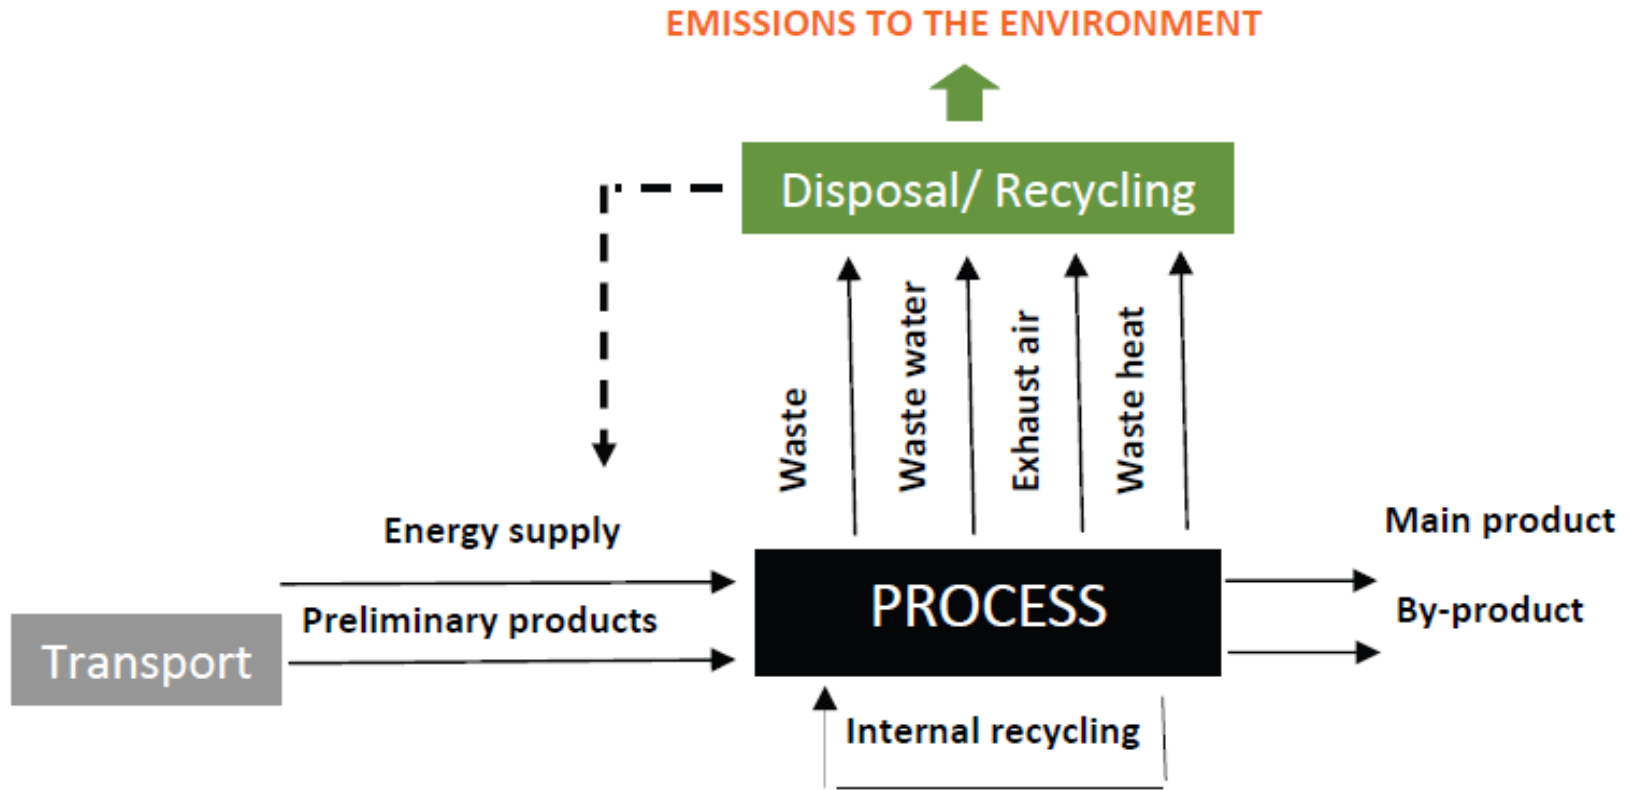 EMISSIONS TO THE ENVIRONMENT
Disposal/ Recycling
Waste
Waste water
Exhaust air
Waste heat
Energy supply
Preliminary products
Transport
PROCESS
Main product
By-product
Internal recycling